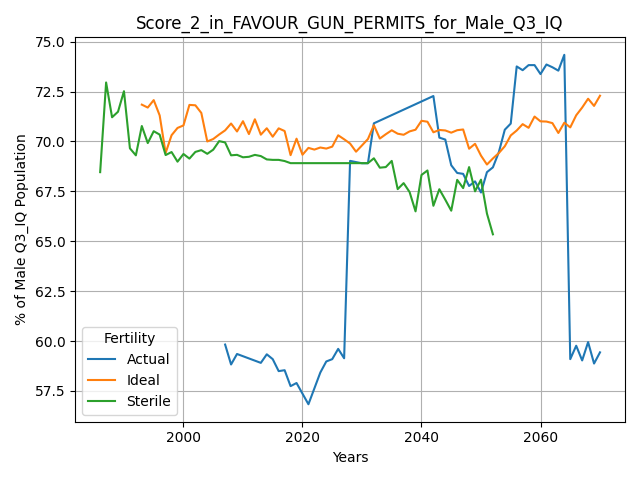 Score_2_in_FAVOUR_GUN_PERMITS_for_Male_Q3_IQ
% of Male Q3_IQ Population
75.0
72.5
70.0
67.5
65.0
62.5
60.0
57.5
Fertility
Actual
Ideal
Sterile
2000
2020
2040
2060
Years